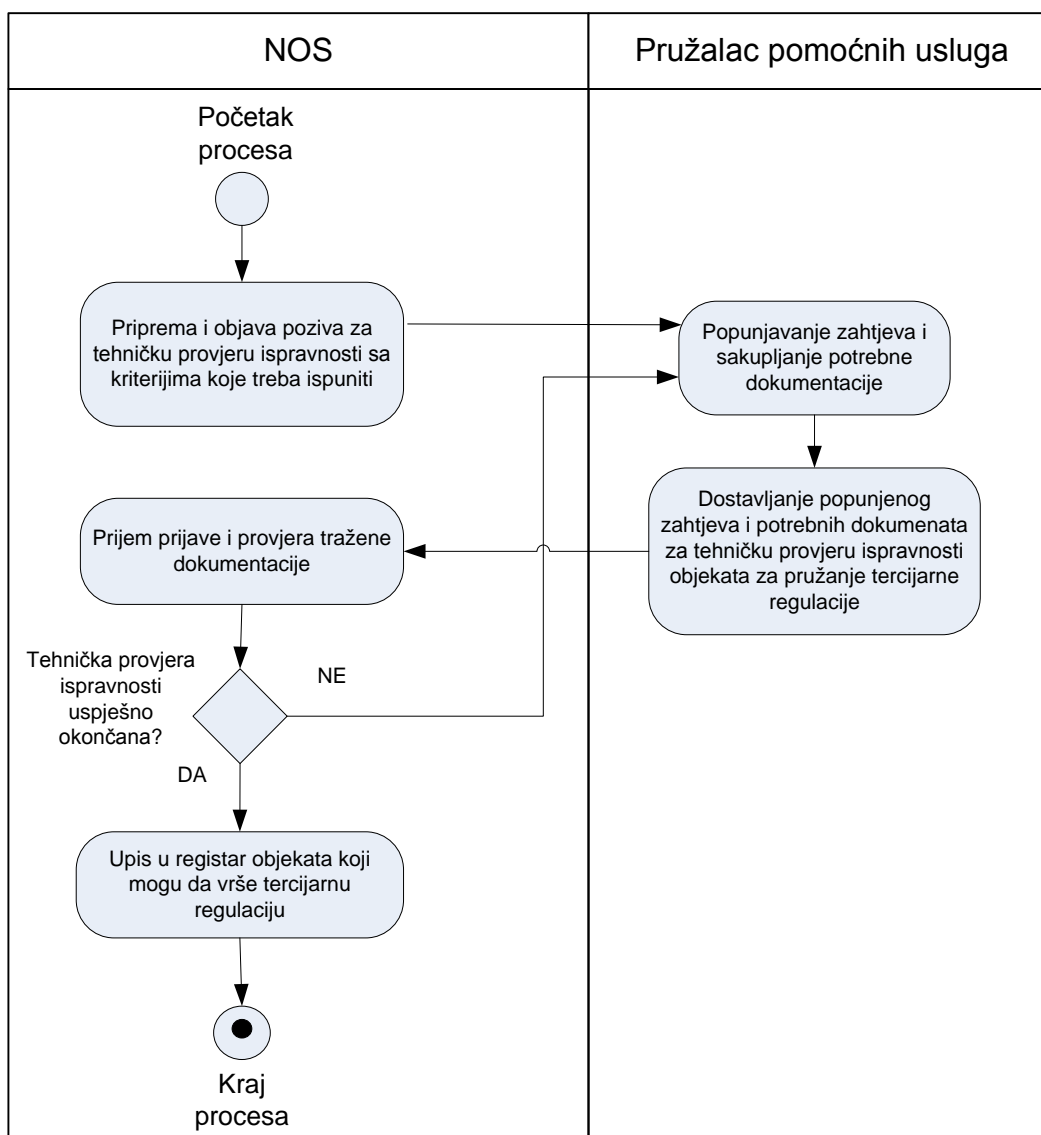 NOS
Pružalac pomoćnih usluga
Početak
procesa
Priprema i objava poziva za
tehničku provjeru ispravnosti sa
kriterijima koje treba ispuniti
Popunjavanje zahtjeva i
sakupljanje potrebne
dokumentacije
Dostavljanje popunjenog
zahtjeva i potrebnih dokumenata
za tehničku provjeru ispravnosti
objekata za pružanje tercijarne
regulacije
Prijem prijave i provjera tražene
dokumentacije
Tehnička provjera
ispravnosti
uspješno
okončana?
NE
DA
Upis u registar objekata koji
mogu da vrše tercijarnu
regulaciju
Kraj
procesa